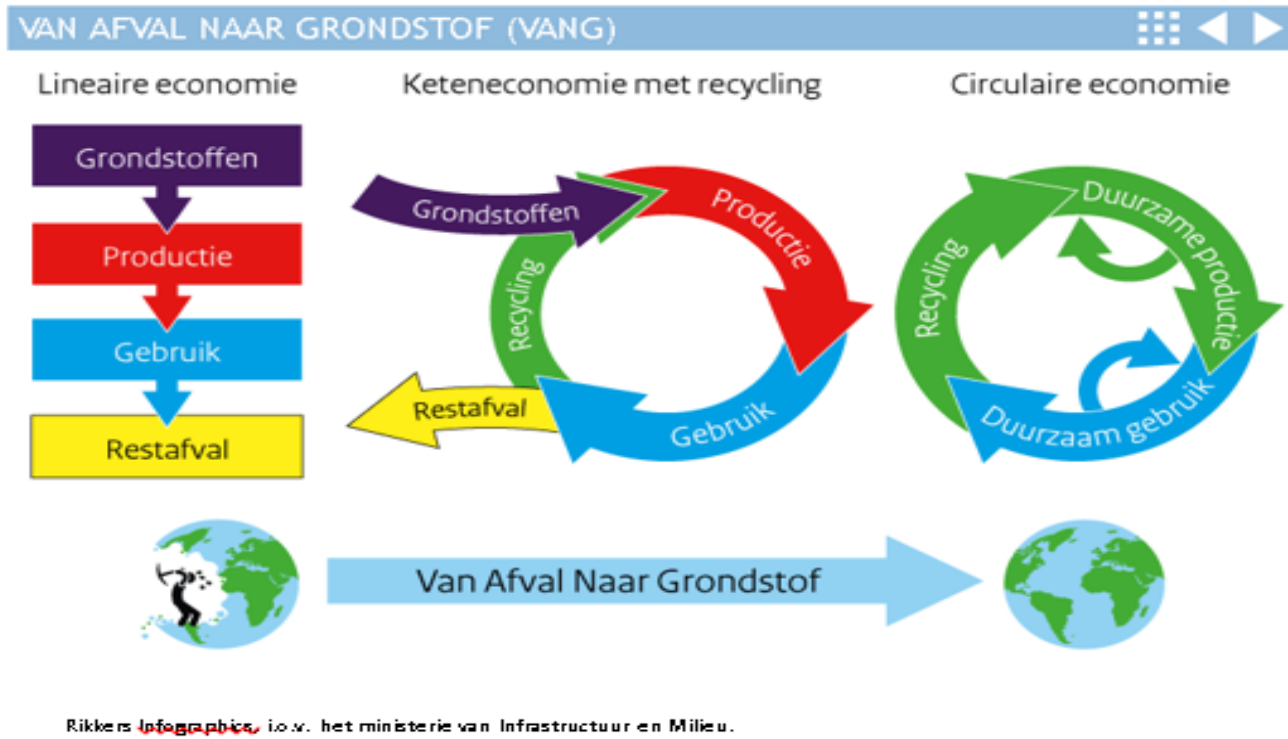 VAN AFVAL NAAR GRONDSTOF (VANG)
Lineaire economie
Grondstoffen
Productie
Gebruik
Restafval
Keteneconomie met recycling
Grondstoffen
Productie
Recycling
Restafval
Gebruik
Circulaire economie
Duurzame productie
Recycling
Duurzaam gebruik
Van Afval Naar Grondstof
Rikkers Infographics, i.o.v. het ministerie van Infrastructuur en Milieu.